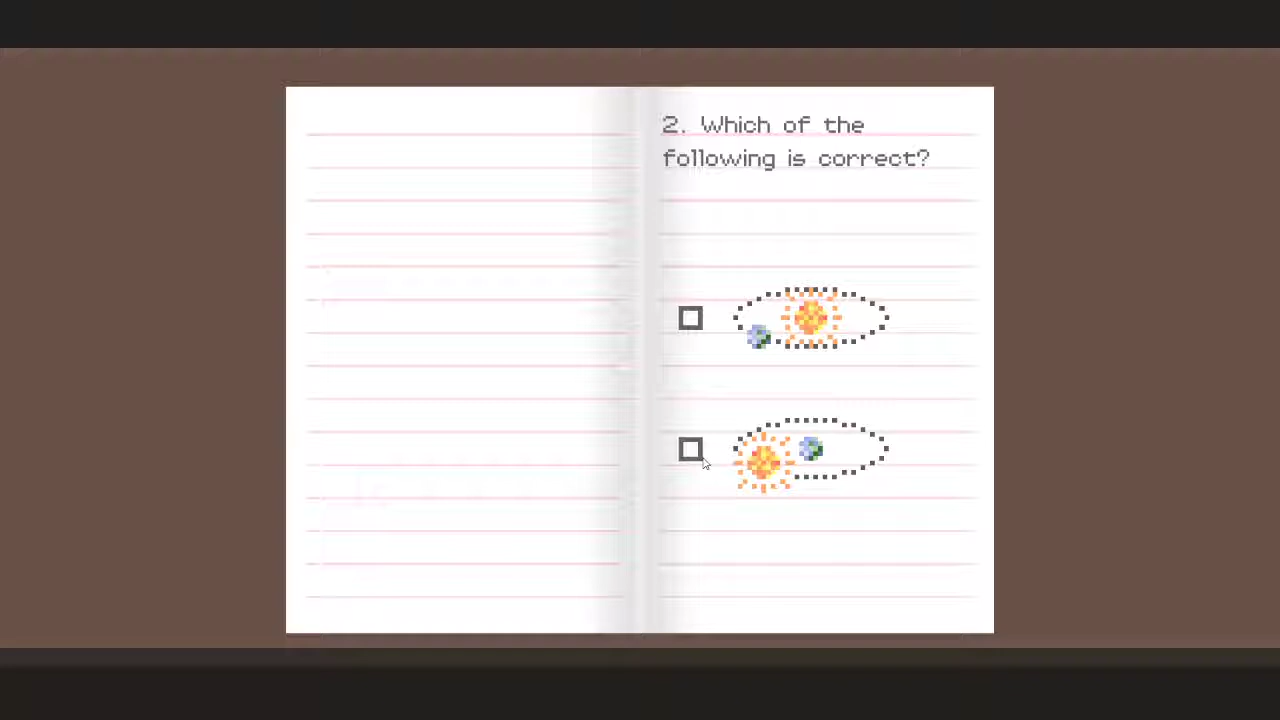 2. Which of the
following is correct?